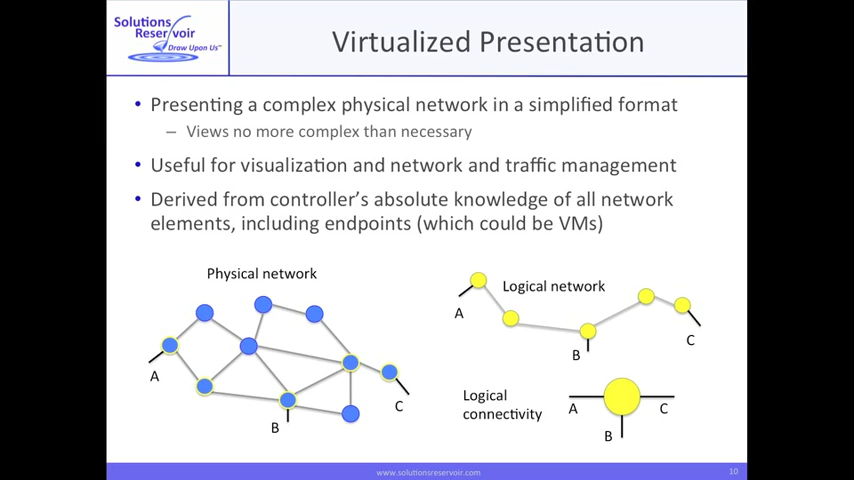 Solutions
Reservoir
Draw Upon Us™
Virtualized Presentation
• Presenting a complex physical network in a simplified format
– Views no more complex than necessary
• Useful for visualization and network and traffic management
• Derived from controller's absolute knowledge of all network
elements, including endpoints (which could be VMs)
Physical network
A
B
C
Logical network
A
B
C
Logical
connectivity
A
C
B
www.solutionsreservoir.com
10